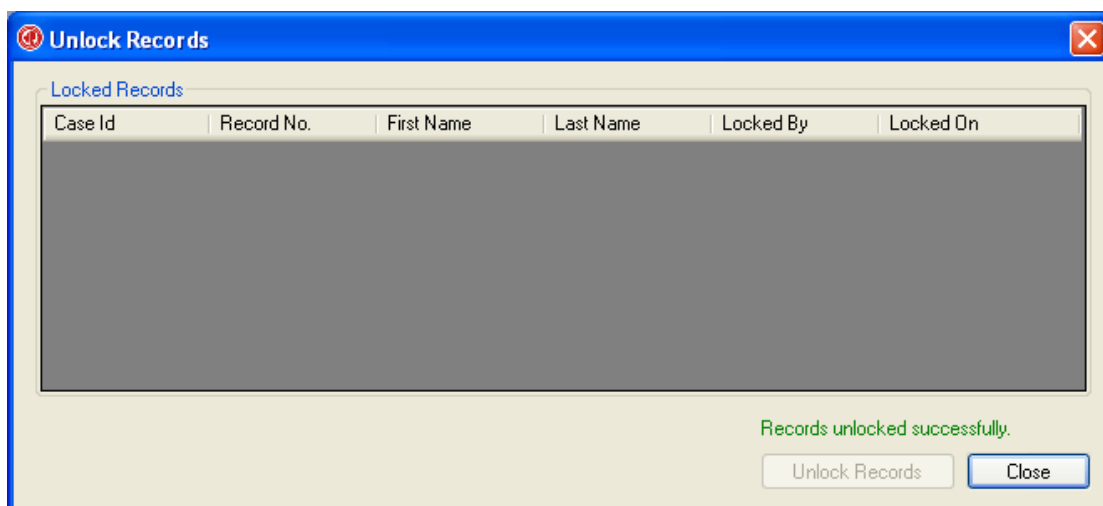 Unlock Records
Locked Records
Case Id Record No. First Name Last Name Locked By Locked On
Records unlocked successfully.
Unlock Records Close